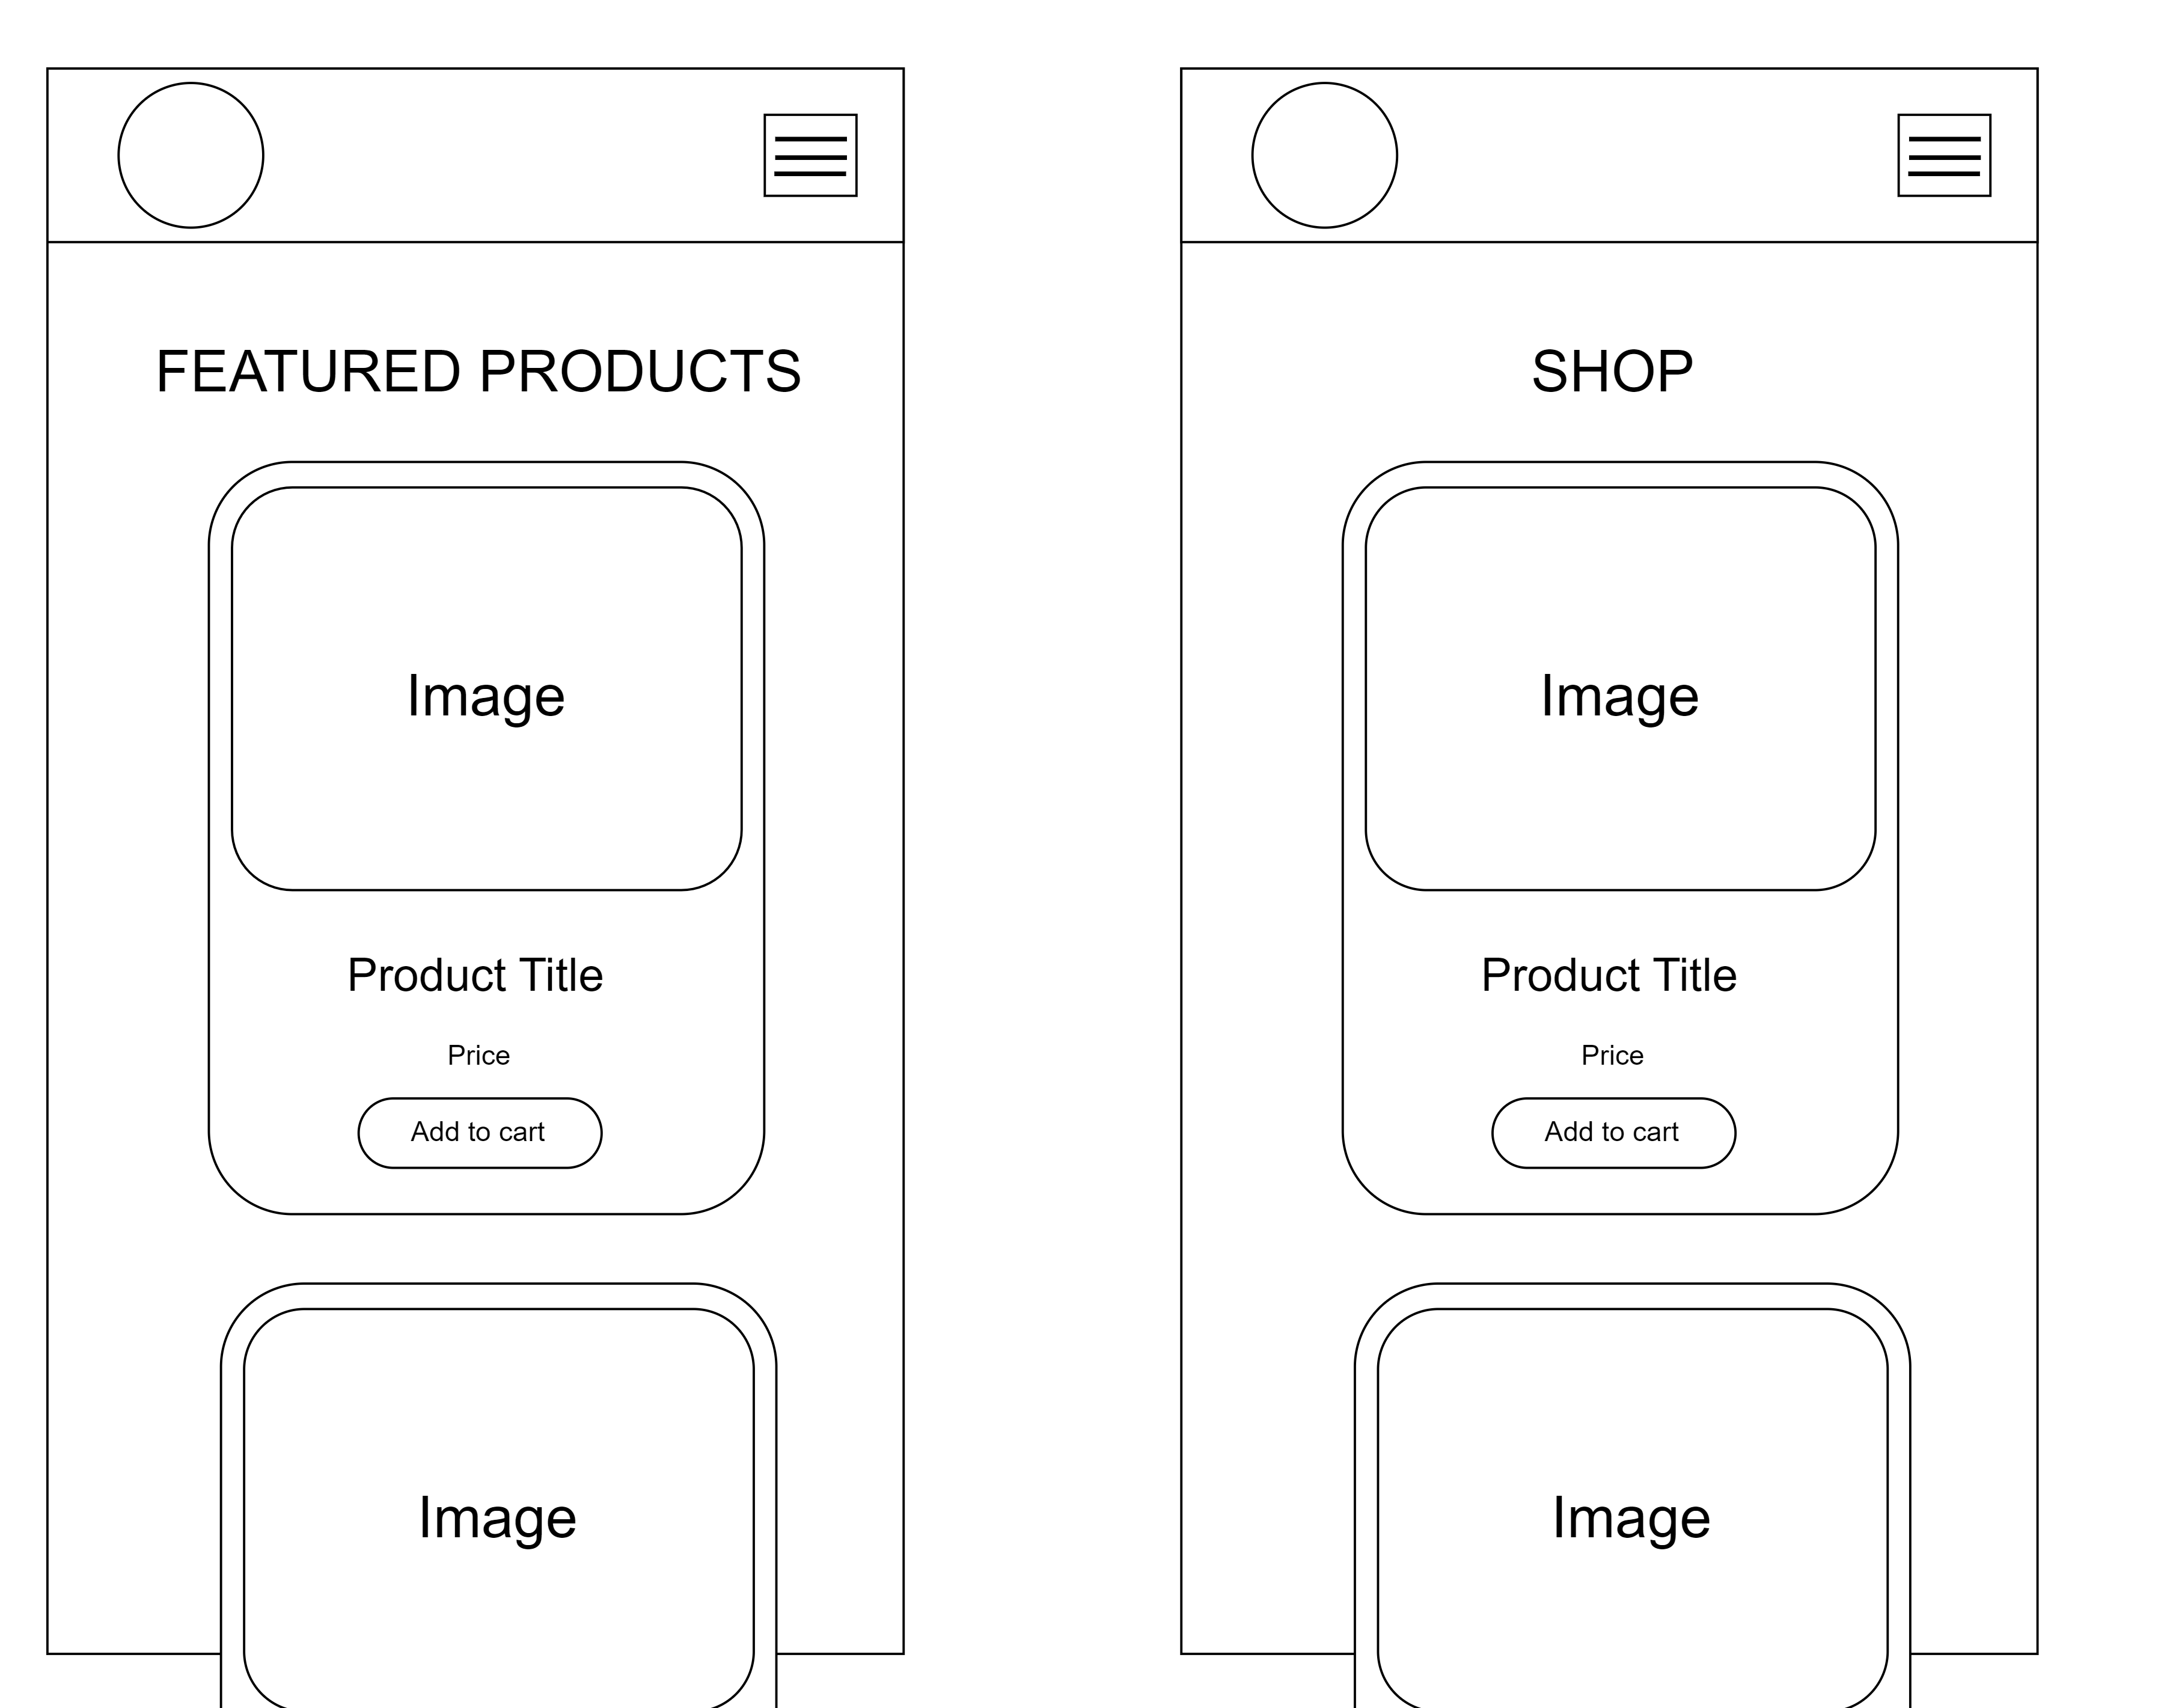 FEATURED PRODUCTS
Image
Product Title
Price
Add to cart
Image
SHOP
Image
Product Title
Price
Add to cart
Image